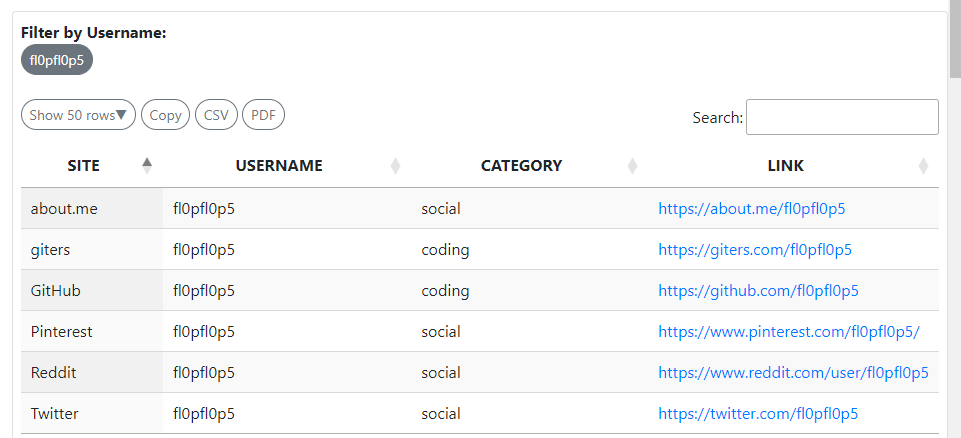 Filter by Username:
fl0pfl0p5
Show 50 rows▼ Copy CSV PDF Search:
SITE USERNAME CATEGORY LINK
about.me fl0pfl0p5 social https://about.me/fl0pfl0p5
giters fl0pfl0p5 coding https://giters.com/fl0pfl0p5
GitHub fl0pfl0p5 coding https://github.com/fl0pfl0p5
Pinterest fl0pfl0p5 social https://www.pinterest.com/fl0pfl0p5/
Reddit fl0pfl0p5 social https://www.reddit.com/user/fl0pfl0p5
Twitter fl0pfl0p5 social https://twitter.com/fl0pfl0p5